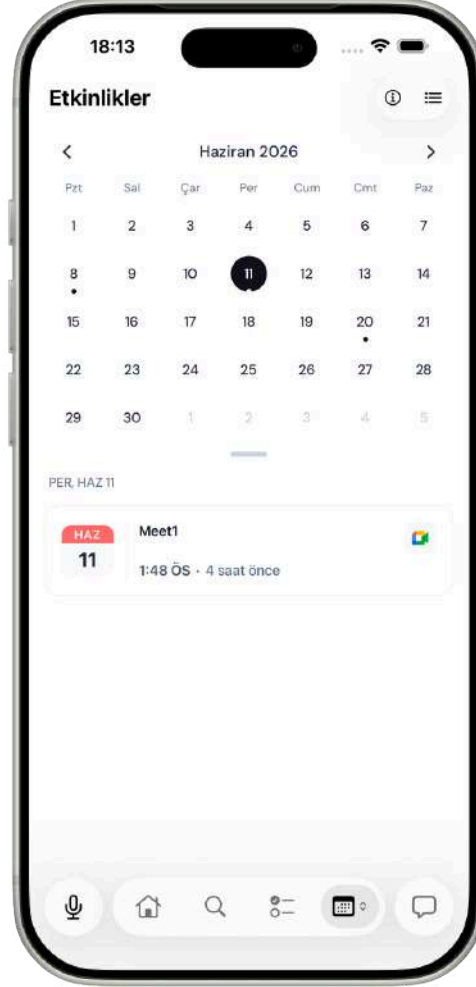 18:13
Etkinlikler
Haziran 2026
Pzt Sal Çar Per Cum Cmt Paz
1 2 3 4 5 6 7
8 9 10 11 12 13 14
15 16 17 18 19 20 21
22 23 24 25 26 27 28
29 30 1 2 3 4 5
PER, HAZ 11
HAZ
11
Meet1
1:48 ÖS · 4 saat önce